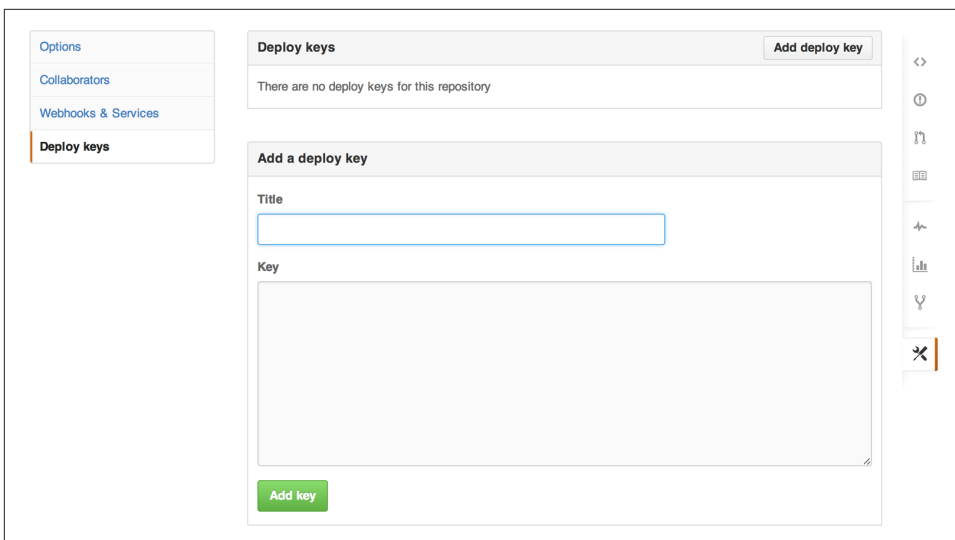 Options
Collaborators
Webhooks & Services
Deploy keys
Deploy keys
Add deploy key
There are no deploy keys for this repository
Add a deploy key
Title
Key
Add key